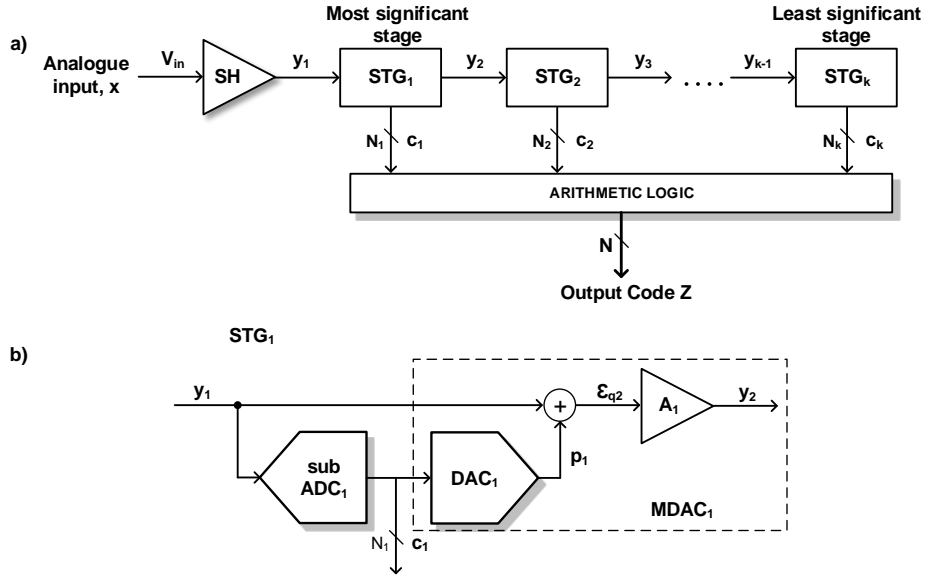 a)
Analogue
input, x
Vin
SH
y1
Most significant
stage
STG1
y2
STG2
y3
. . . .
yk-1
Least significant
stage
STGk
N1 c1
N2 c2
Nk ck
ARITHMETIC LOGIC
N
Output Code Z
b)
STG1
y1
εq2
A1
y2
sub
ADC1
DAC1
p1
+
MDAC1
N1 c1